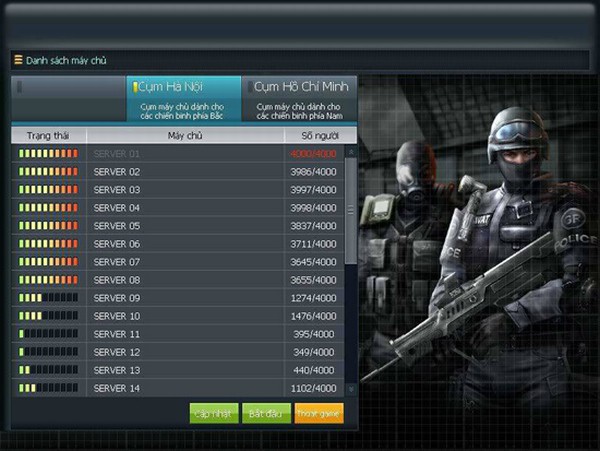 Danh sách máy chủ
Cụm Hà Nội
Cụm máy chủ dành cho
các chiến binh phía Bắc
Cụm Hồ Chí Minh
Cụm máy chủ dành cho
các chiến binh phía Nam
Trạng thái Máy chủ Số người
SERVER 01 4000/4000
SERVER 02 3986/4000
SERVER 03 3997/4000
SERVER 04 3998/4000
SERVER 05 3837/4000
SERVER 06 3711/4000
SERVER 07 3645/4000
SERVER 08 3655/4000
SERVER 09 1274/4000
SERVER 10 1476/4000
SERVER 11 395/4000
SERVER 12 349/4000
SERVER 13 440/4000
SERVER 14 1102/4000
Cập nhật Bắt đầu Thoát game
GF
POLICE